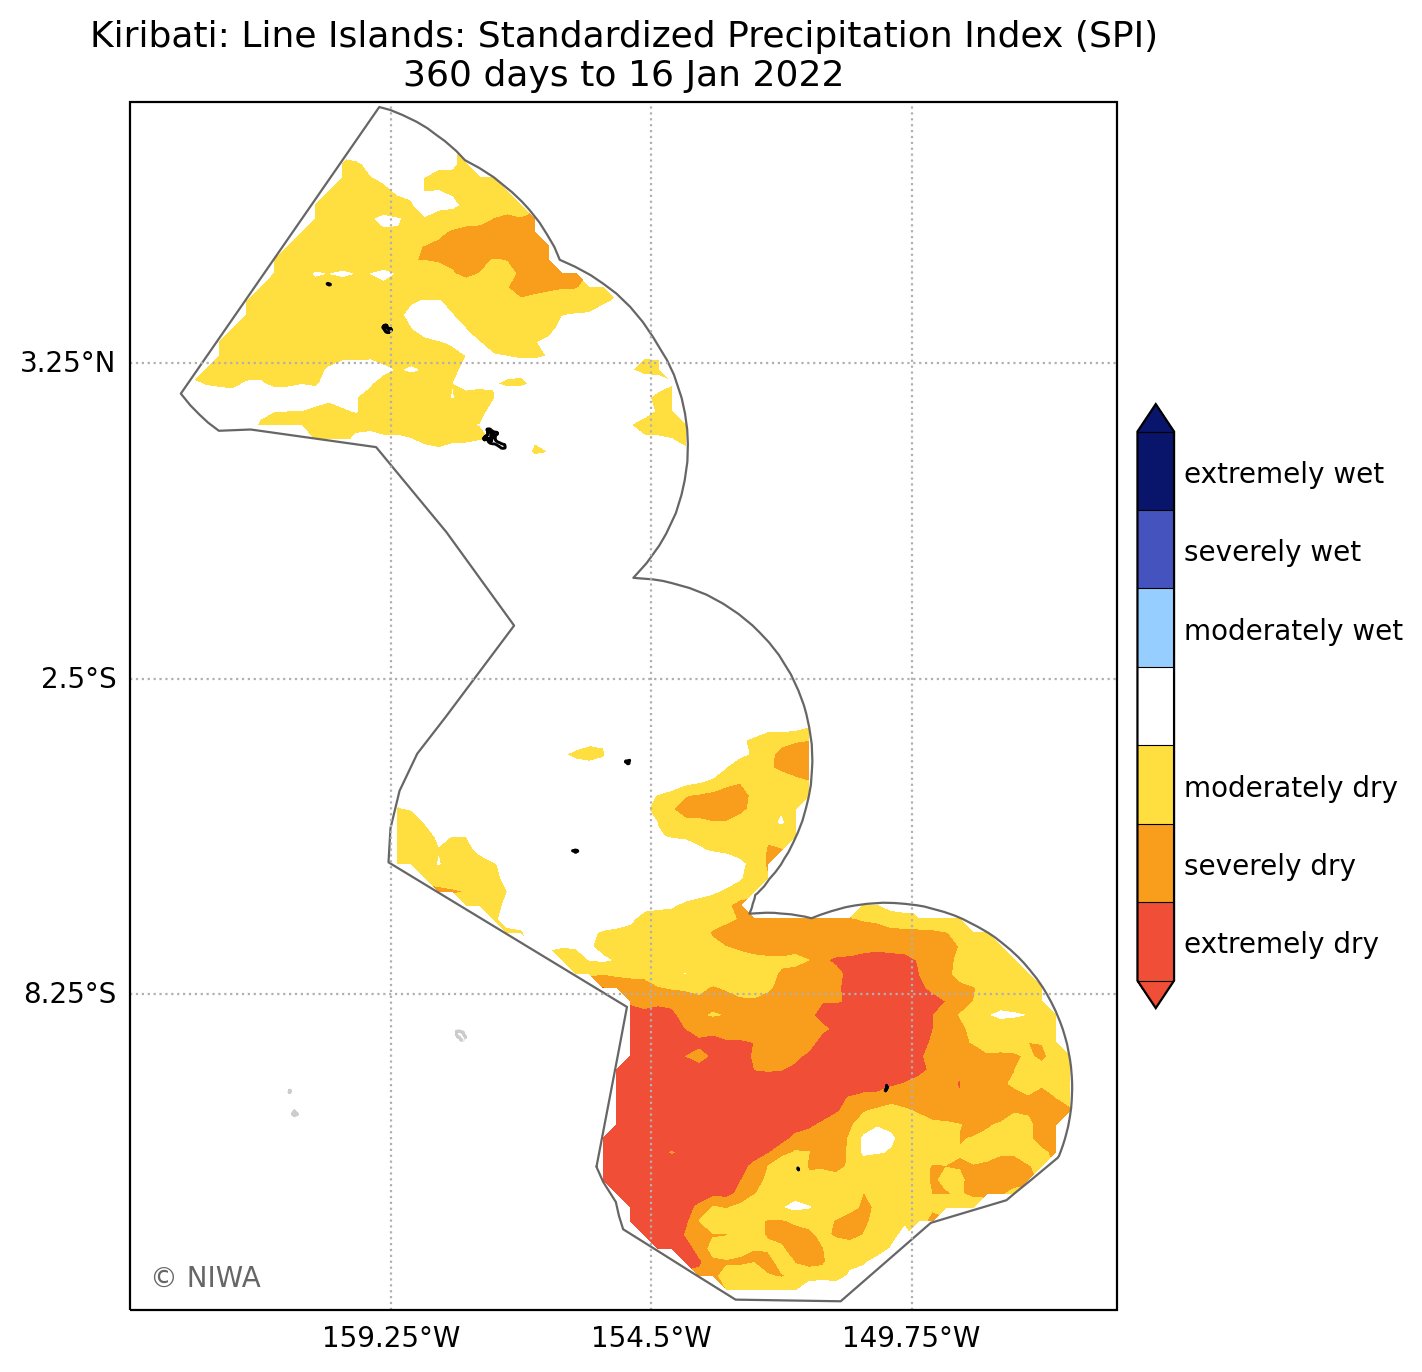 Kiribati: Line Islands: Standardized Precipitation Index (SPI)
360 days to 16 Jan 2022
3.25°N
2.5°S
8.25°S
extremely wet
severely wet
moderately wet
moderately dry
severely dry
extremely dry
© NIWA
159.25°W
154.5°W
149.75°W